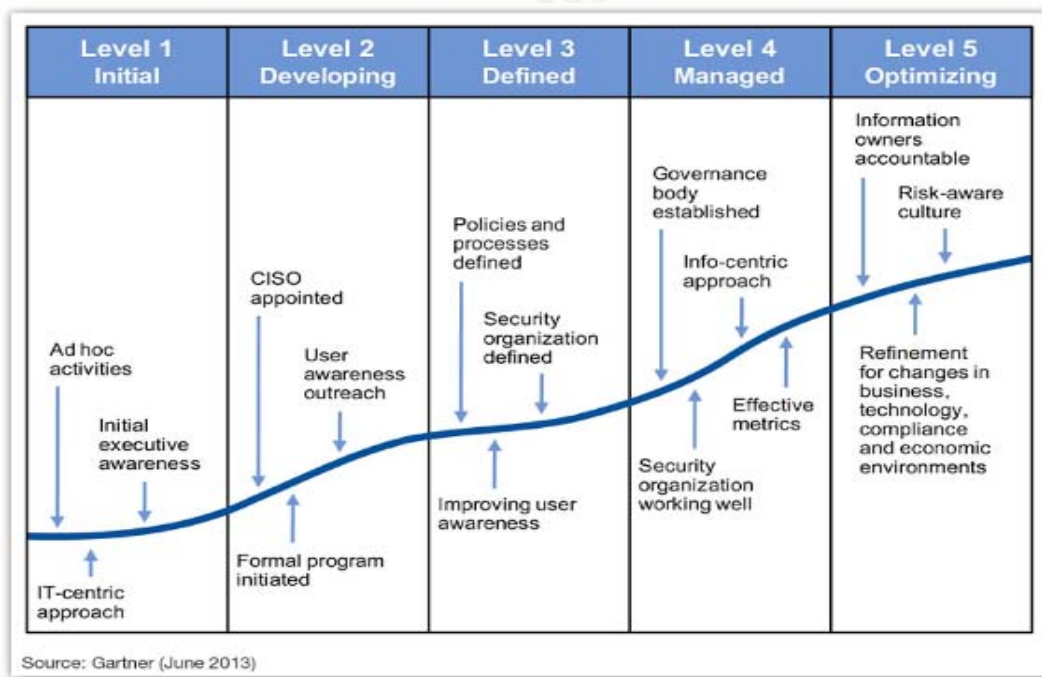 Level 1
Initial
Level 2
Developing
Level 3
Defined
Level 4
Managed
Level 5
Optimizing
Ad hoc
activities
Initial
executive
awareness
IT-centric
approach
CISO
appointed
User
awareness
outreach
Formal program
initiated
Policies and
processes
defined
Security
organization
defined
Improving user
awareness
Governance
body
established
Info-centric
approach
Effective
metrics
Security
organization
working well
Information
owners
accountable
Risk-aware
culture
Refinement
for changes in
business,
technology,
compliance
and economic
environments
Source: Gartner (June 2013)